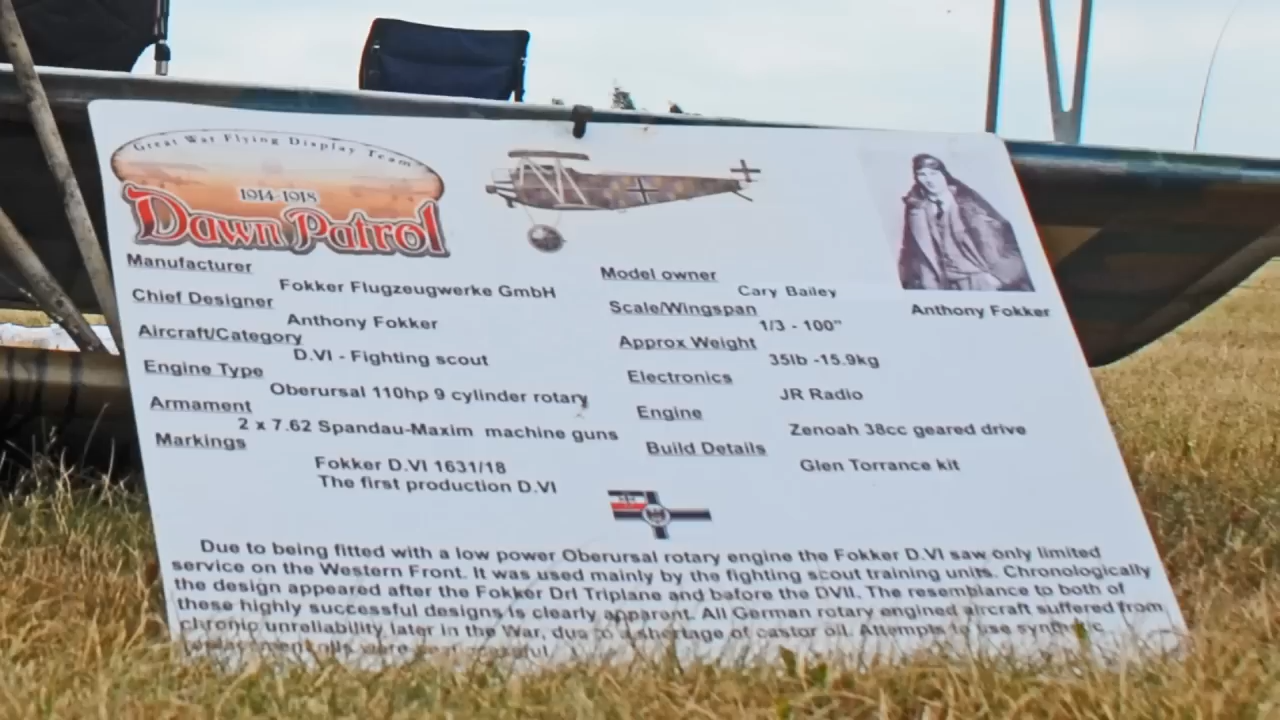 Great War Flying Display Team
1914-1918
Dawn Patrol
Manufacturer
Fokker Flugzeugwerke GmbH
Chief Designer
Anthony Fokker
Aircraft/Category
D.VI - Fighting scout
Engine Type
Oberursal 110hp 9 cylinder rotary
Armament
2 x 7.62 Spandau-Maxim machine guns
Markings
Fokker D.VI 1631/18
The first production D.VI
Model owner
Cary Bailey
Scale/Wingspan
1/3 - 100"
Approx Weight
35lb -15.9kg
Electronics
JR Radio
Engine
Zenoah 38cc geared drive
Build Details
Glen Torrance kit
Anthony Fokker
Due to being fitted with a low power Oberursal rotary engine the Fokker D.VI saw only limited
service on the Western Front. It was used mainly by the fighting scout training units. Chronologically
the design appeared after the Fokker DrI Triplane and before the DVII. The resemblance to both of
these highly successful designs is clearly apparent. All German rotary engined aircraft suffered from
chronic unreliability later in the War, due to a shortage of castor oil. Attempts to use synthetic
oils were